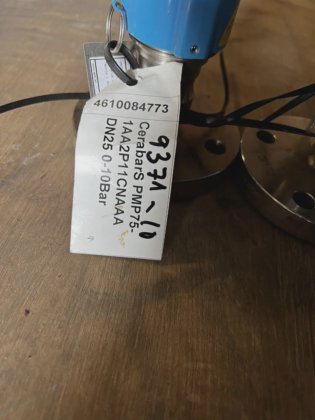 4610084773
CerabarS PMP75-
1AA2P11CNAAA
DN25 0-10Bar
9371-10